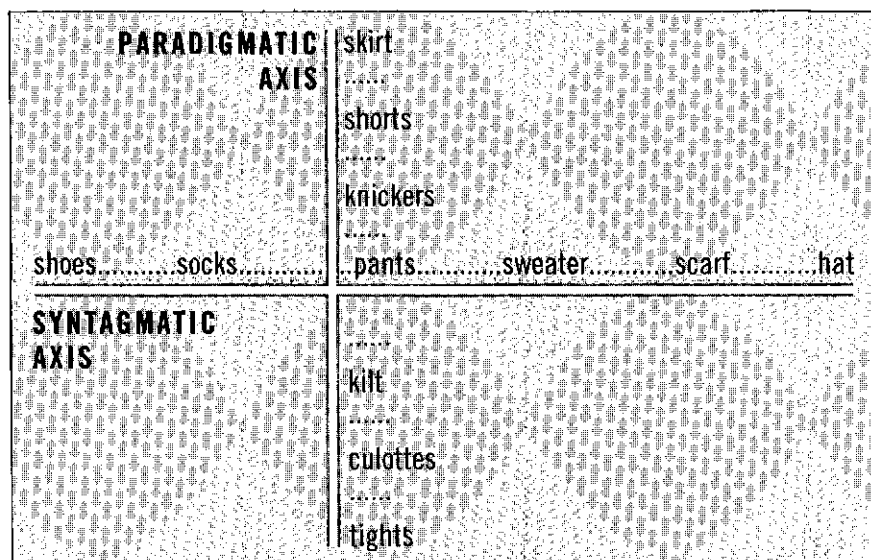 PARADIGMATIC
AXIS
skirt
......
shorts
......
knickers
......
shoes..........socks............ ..pants...........sweater...........scarf...........hat
SYNTAGMATIC
AXIS
......
kilt
......
culottes
......
tights